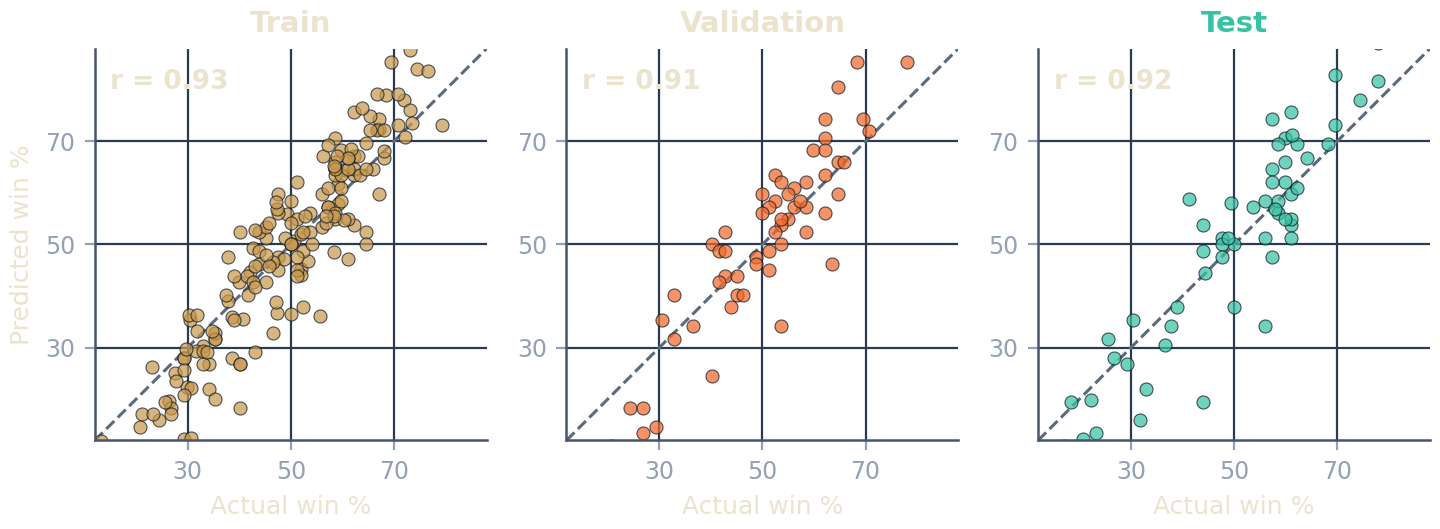 Train
Validation
Test
r = 0.93
r = 0.91
r = 0.92
Predicted win %
70
50
30
70
50
30
70
50
30
30 50 70
30 50 70
30 50 70
Actual win %
Actual win %
Actual win %